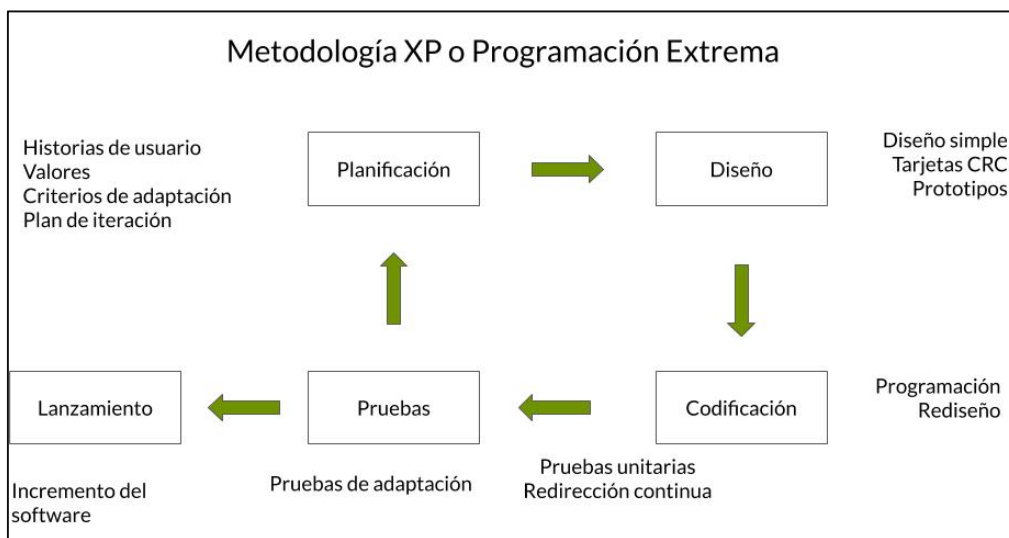 Metodología XP o Programación Extrema
Historias de usuario
Valores
Criterios de adaptación
Plan de iteración
Planificación
Diseño
Diseño simple
Tarjetas CRC
Prototipos
Lanzamiento
Pruebas
Codificación
Programación
Rediseño
Incremento del
software
Pruebas de adaptación
Pruebas unitarias
Redirección continua